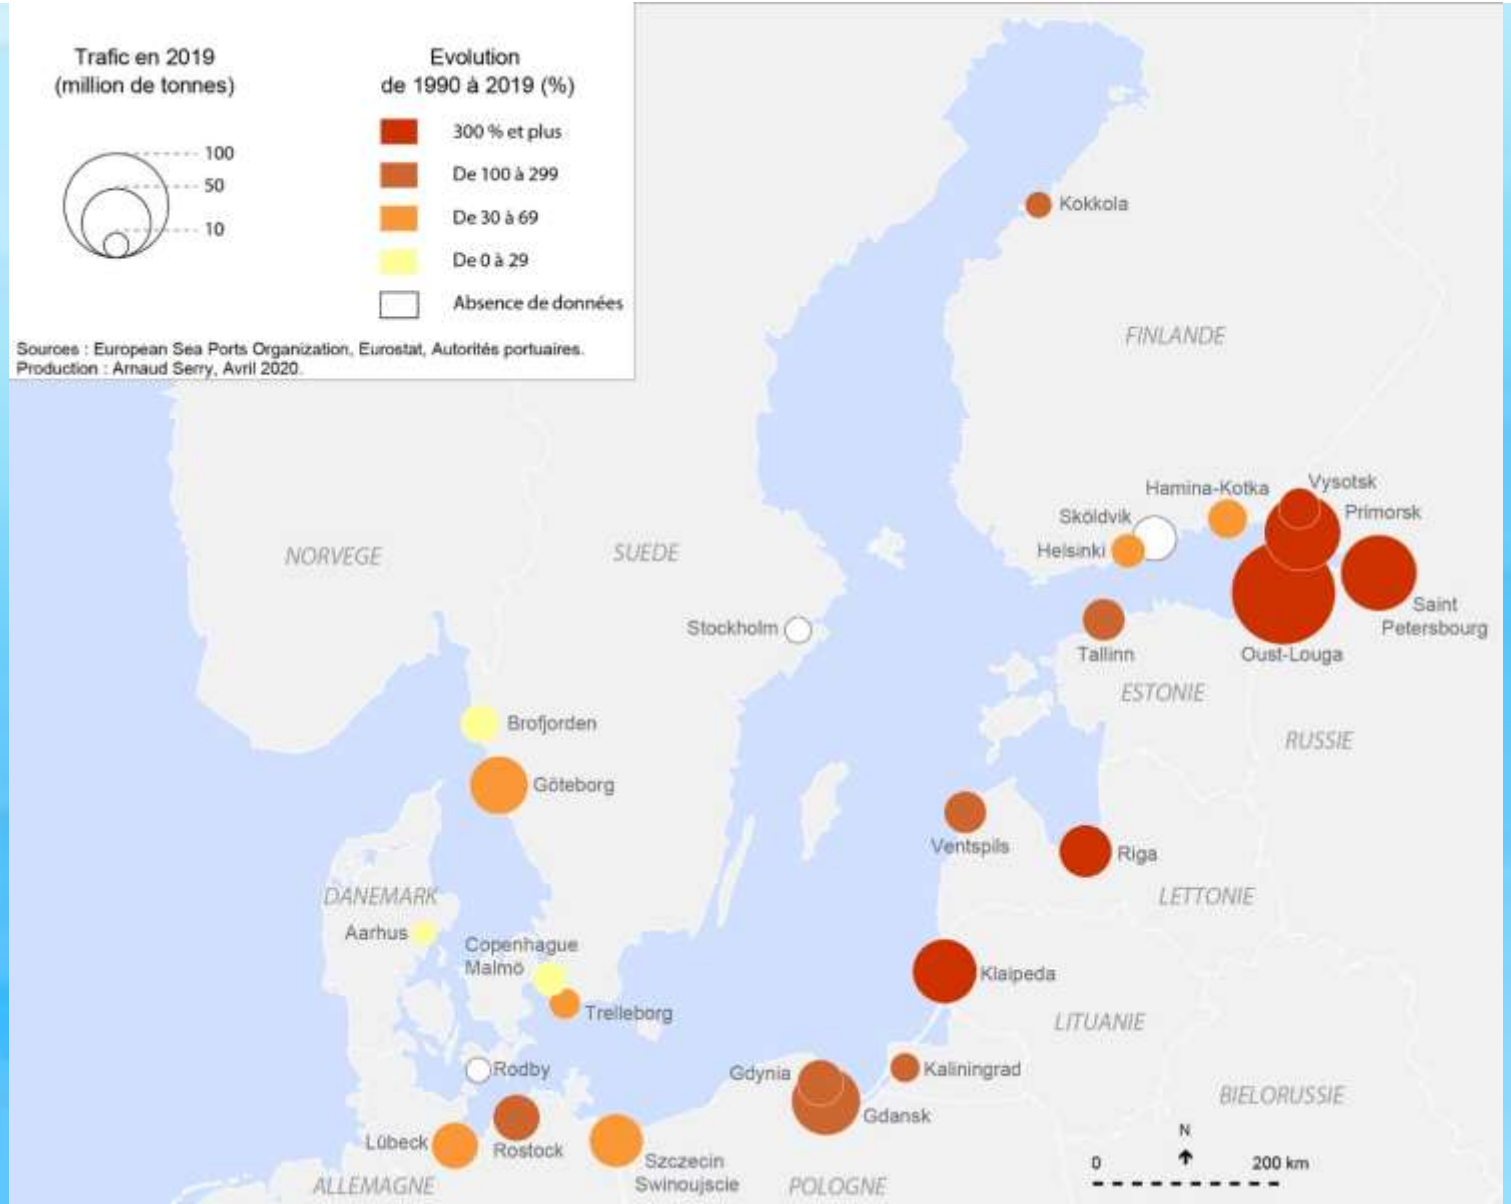 Trafic en 2019
(million de tonnes)
100
50
10
Evolution
de 1990 à 2019 (%)
300 % et plus
De 100 à 299
De 30 à 69
De 0 à 29
Absence de données
Sources : European Sea Ports Organization, Eurostat, Autorités portuaires.
Production : Arnaud Serry, Avril 2020.
Kokkola
FINLANDE
Vysotsk
Hamina-Kotka
Primorsk
Sköldvik
Helsinki
NORVEGE
SUEDE
Saint
Petersbourg
Stockholm
Tallinn
Oust-Louga
ESTONIE
Brofjorden
RUSSIE
Göteborg
Ventspils
Riga
DANEMARK
LETTONIE
Aarhus
Copenhague
Malmö
Klaipeda
Trelleborg
LITUANIE
Rodby
Gdynia
Kaliningrad
BIELORUSSIE
Gdansk
Lübeck
Rostock
Szczecin
Swinoujscie
ALLEMAGNE
POLOGNE
N
0
200 km